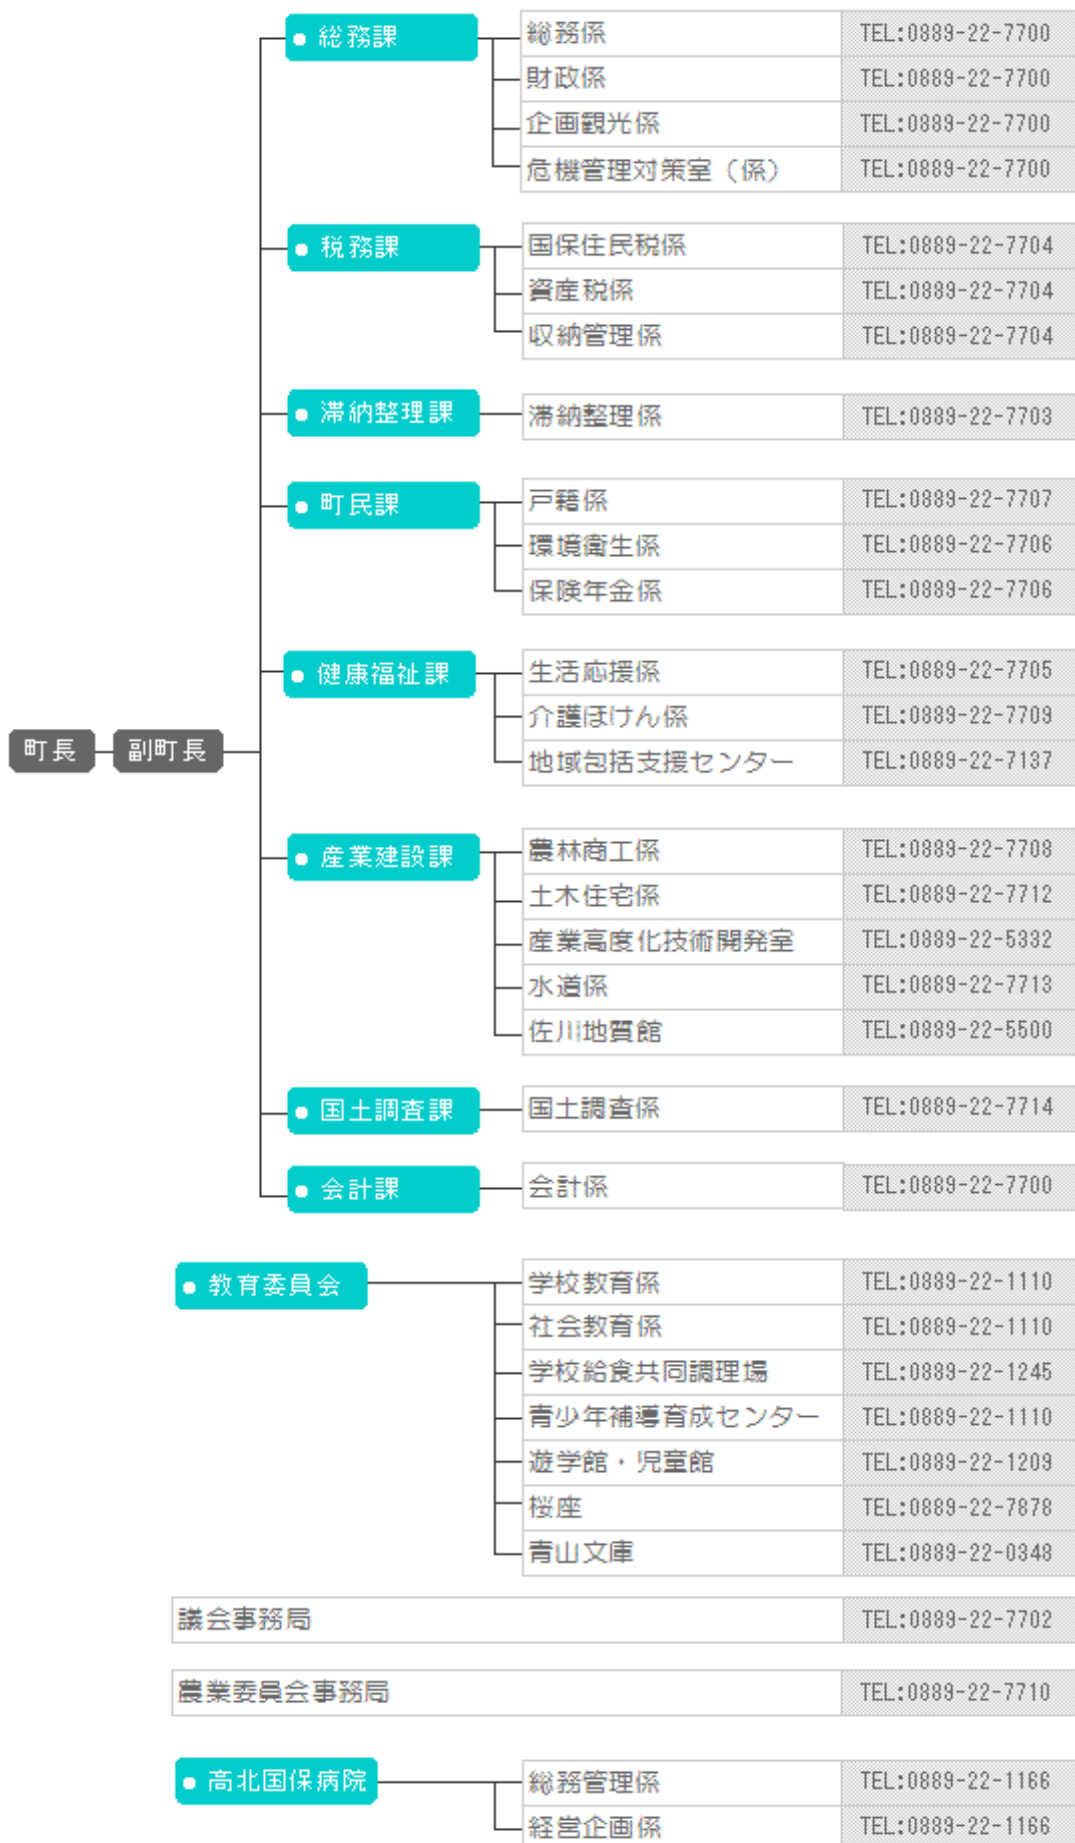 町長
副町長
総務課
総務係 TEL:0889-22-7700
財政係 TEL:0889-22-7700
企画観光係 TEL:0889-22-7700
危機管理対策室（係） TEL:0889-22-7700
税務課
国保住民税係 TEL:0889-22-7704
資産税係 TEL:0889-22-7704
収納管理係 TEL:0889-22-7704
滞納整理課
滞納整理係 TEL:0889-22-7703
町民課
戸籍係 TEL:0889-22-7707
環境衛生係 TEL:0889-22-7706
保険年金係 TEL:0889-22-7706
健康福祉課
生活応援係 TEL:0889-22-7705
介護ほけん係 TEL:0889-22-7709
地域包括支援センター TEL:0889-22-7137
産業建設課
農林商工係 TEL:0889-22-7708
土木住宅係 TEL:0889-22-7712
産業高度化技術開発室 TEL:0889-22-5332
水道係 TEL:0889-22-7713
佐川地質館 TEL:0889-22-5500
国土調査課
国土調査係 TEL:0889-22-7714
会計課
会計係 TEL:0889-22-7700
教育委員会
学校教育係 TEL:0889-22-1110
社会教育係 TEL:0889-22-1110
学校給食共同調理場 TEL:0889-22-1245
青少年補導育成センター TEL:0889-22-1110
遊学館・児童館 TEL:0889-22-1209
桜座 TEL:0889-22-7878
青山文庫 TEL:0889-22-0348
議会事務局 TEL:0889-22-7702
農業委員会事務局 TEL:0889-22-7710
高北国保病院
総務管理係 TEL:0889-22-1166
経営企画係 TEL:0889-22-1166